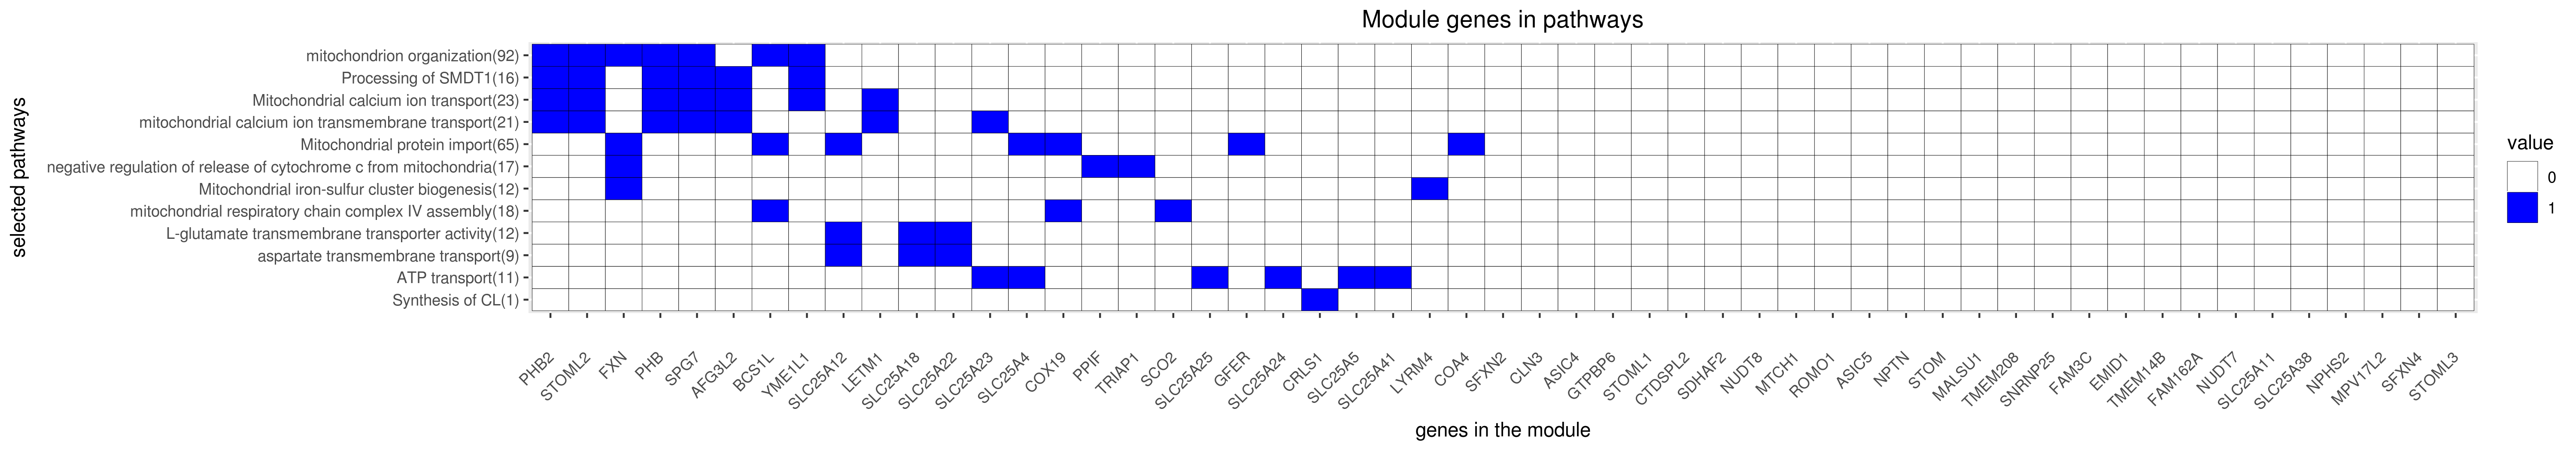 Module genes in pathways
selected pathways
mitochondrion organization(92)
Processing of SMDT1(16)
Mitochondrial calcium ion transport(23)
mitochondrial calcium ion transmembrane transport(21)
Mitochondrial protein import(65)
negative regulation of release of cytochrome c from mitochondria(17)
Mitochondrial iron-sulfur cluster biogenesis(12)
mitochondrial respiratory chain complex IV assembly(18)
L-glutamate transmembrane transporter activity(12)
aspartate transmembrane transport(9)
ATP transport(11)
Synthesis of CL(1)
PHB2
STOML2
FXN
PHB
SPG7
AFG3L2
BCS1L
YME1L1
SLC25A12
LETM1
SLC25A18
SLC25A22
SLC25A23
SLC25A4
COX19
PPIF
TRIAP1
SCO2
SLC25A25
GFER
SLC25A24
CRLS1
SLC25A5
SLC25A41
LYRM4
COA4
SFXN2
CLN3
ASIC4
GTPBP6
STOML1
CTDSPL2
SDHAF2
NUDT8
MTCH1
ROMO1
ASIC5
NPTN
STOM
MALSU1
TMEM208
SNRNP25
FAM3C
EMID1
TMEM14B
FAM162A
NUDT7
SLC25A11
SLC25A38
NPHS2
MPV17L2
SFXN4
STOML3
genes in the module
value
0
1